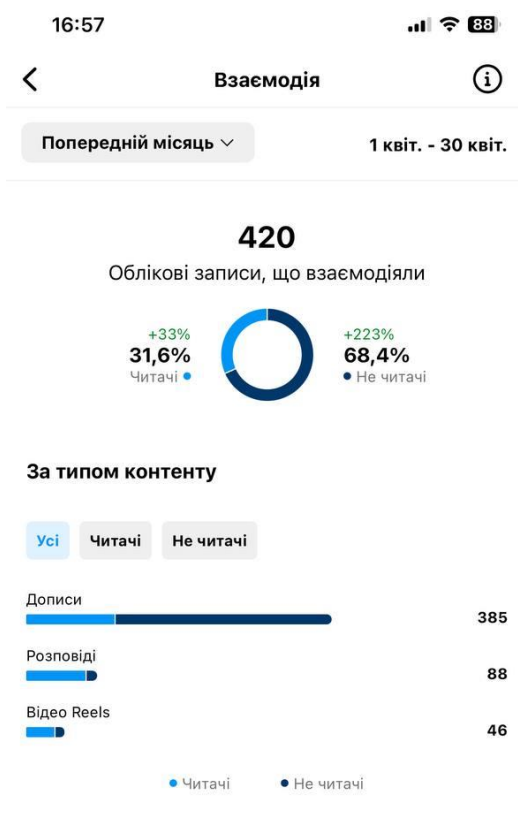 16:57
88
Взаємодія
Попередній місяць
1 квіт. - 30 квіт.
420
Облікові записи, що взаємодіяли
+33%
31,6%
Читачі
+223%
68,4%
Не читачі
За типом контенту
Усі Читачі Не читачі
Дописи
385
Розповіді
88
Відео Reels
46
Читачі Не читачі